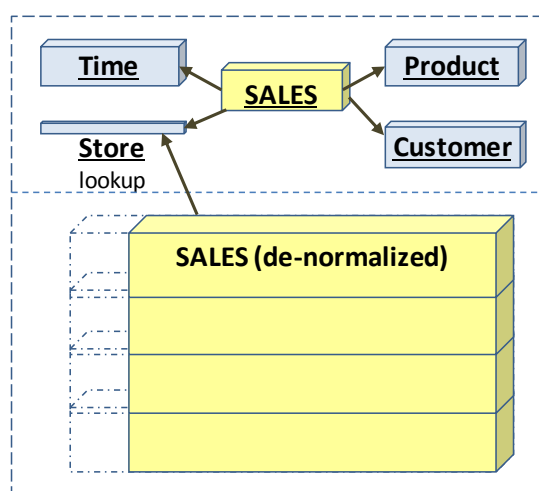 Time
Product
SALES
Store
lookup
Customer
SALES (de-normalized)